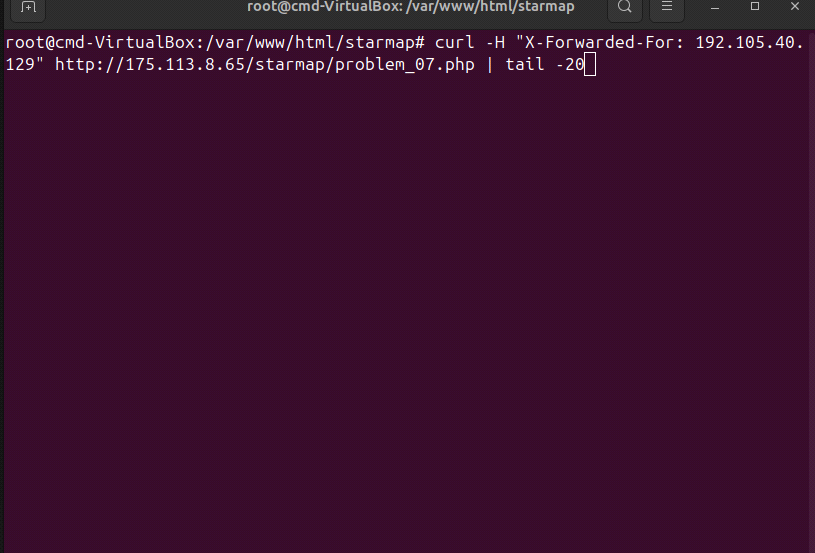 root@cmd-VirtualBox: /var/www/html/starmap
root@cmd-VirtualBox:/var/www/html/starmap# curl -H "X-Forwarded-For: 192.105.40.
129" http://175.113.8.65/starmap/problem_07.php | tail -20